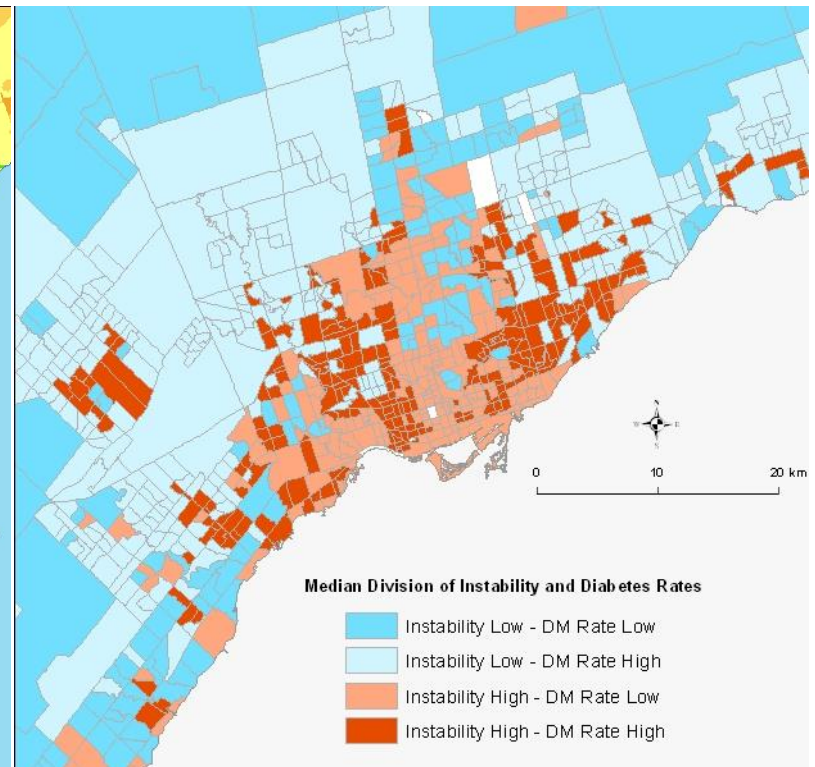 N
W E
S
0 10 20 km
Median Division of Instability and Diabetes Rates
Instability Low - DM Rate Low
Instability Low - DM Rate High
Instability High - DM Rate Low
Instability High - DM Rate High